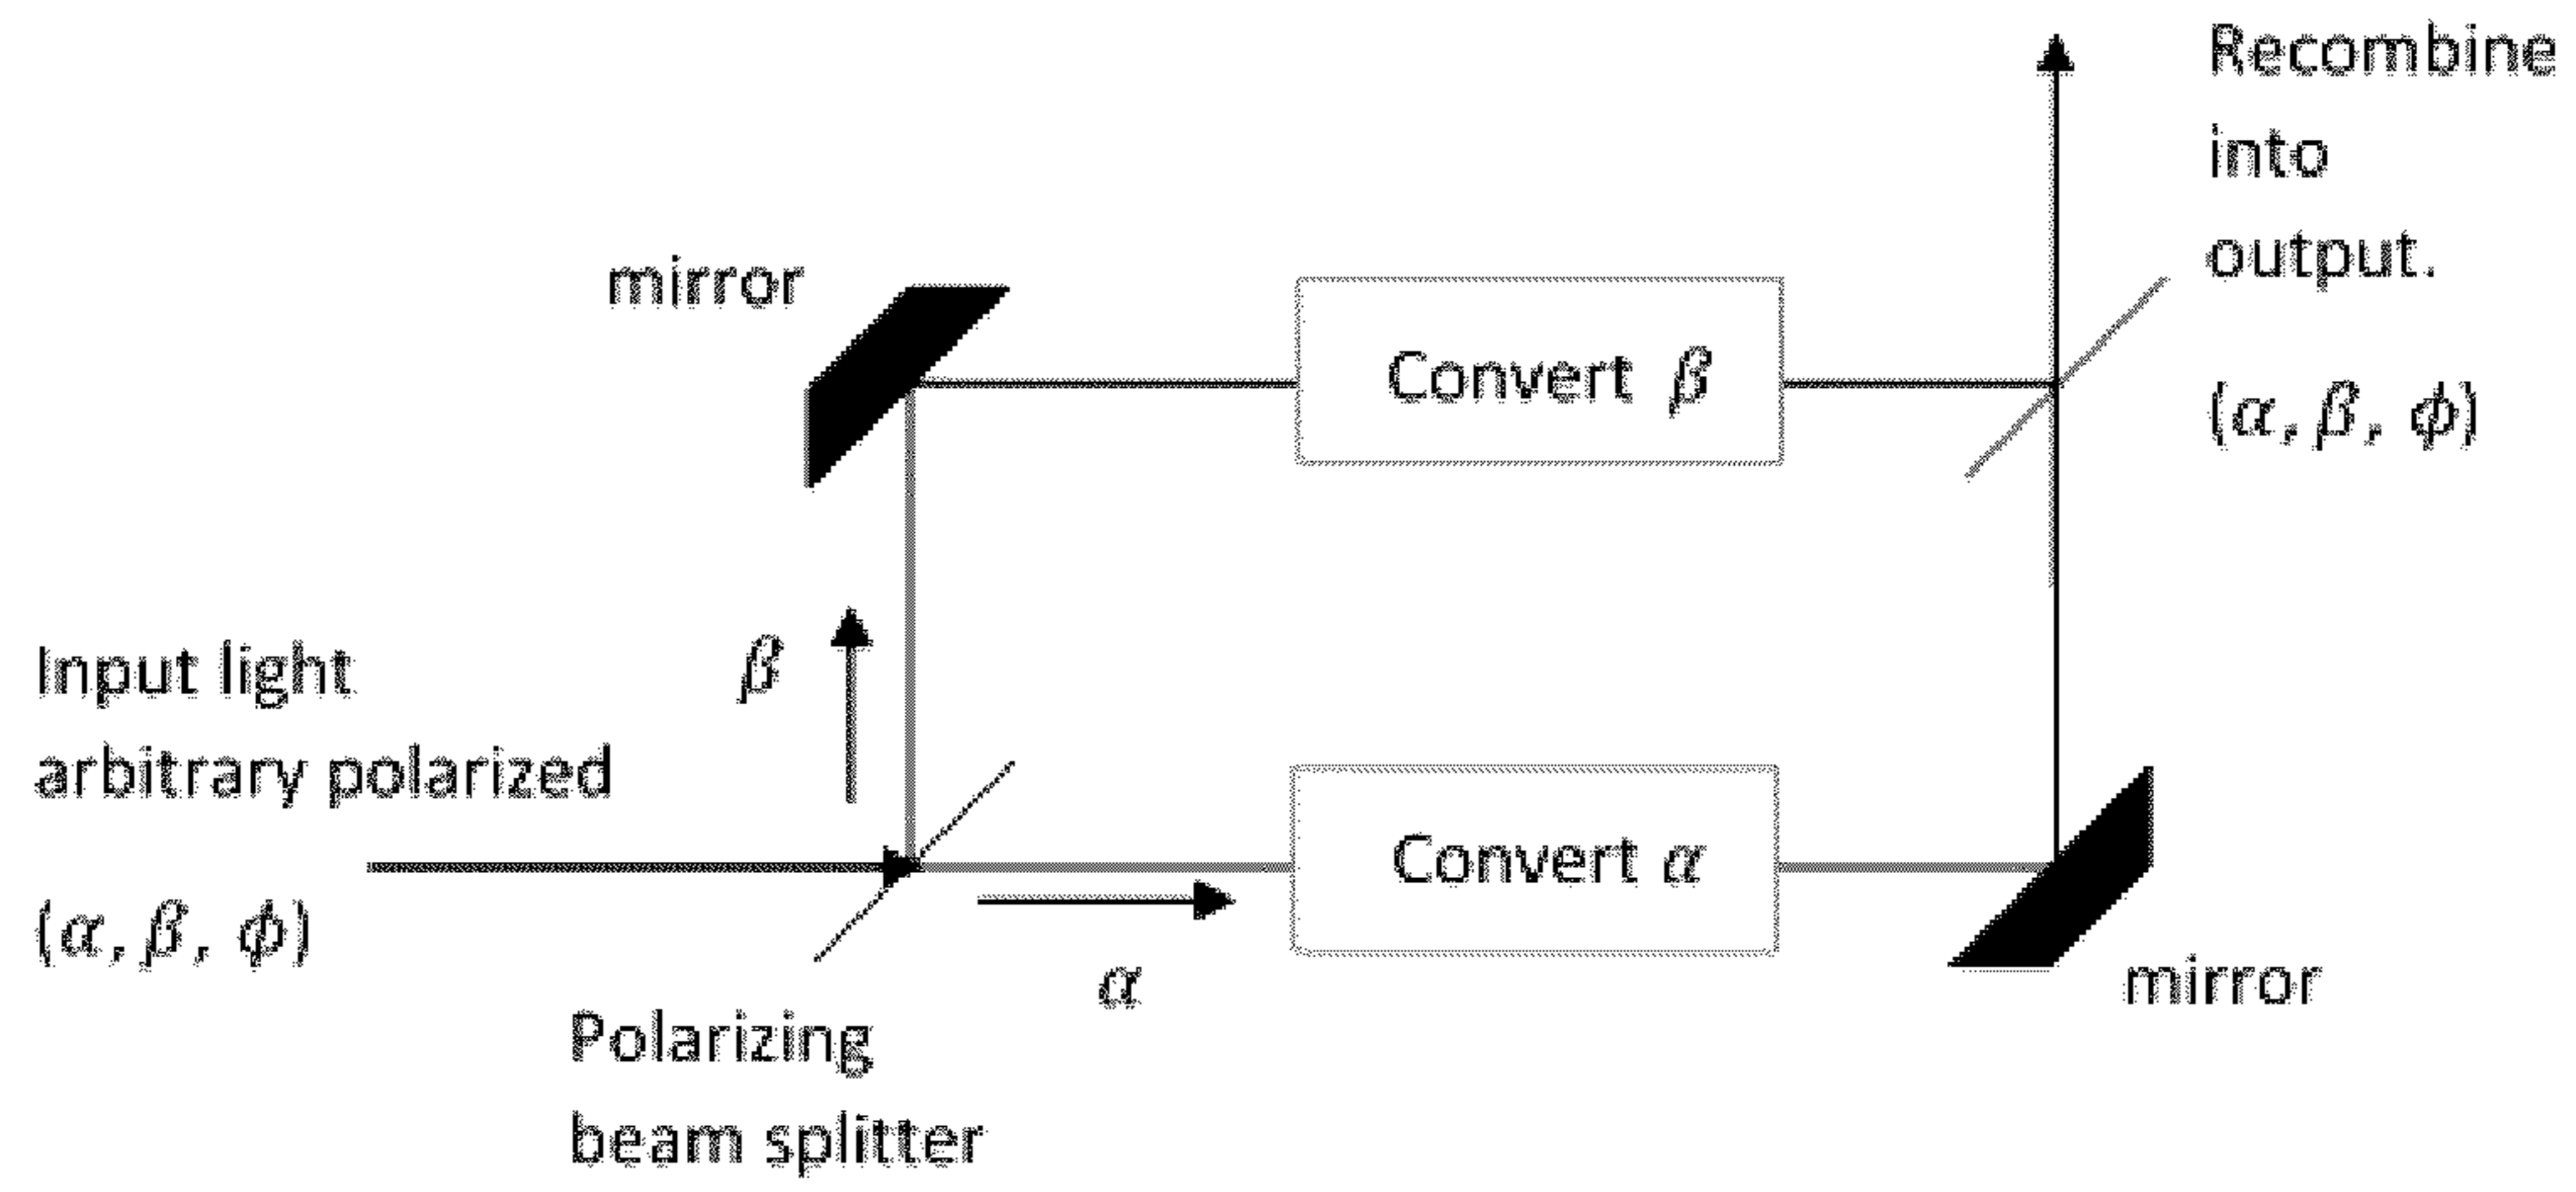 Recombine
into
output.
(α, β, ϕ)
mirror
Convert β
β
Input light
arbitrary polarized
(α, β, ϕ)
Convert α
α
mirror
Polarizing
beam splitter